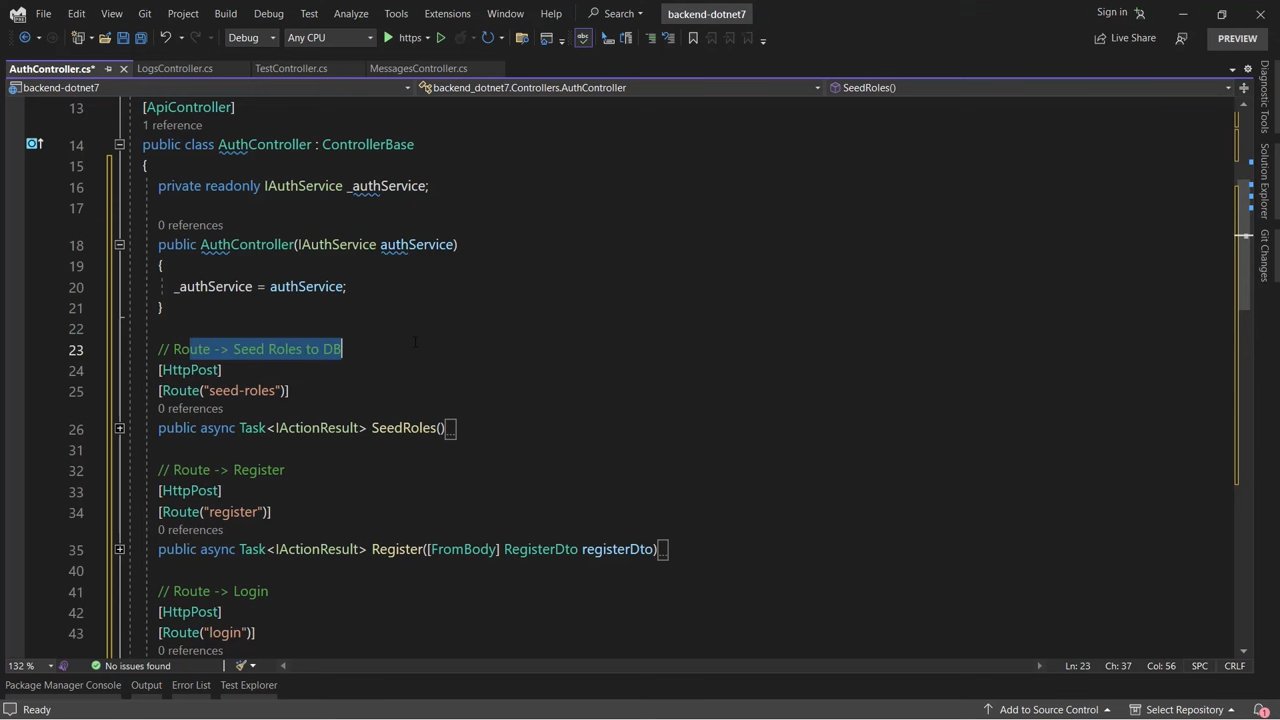 File Edit View Git Project Build Debug Test Analyze Tools Extensions Window Help Search backend-dotnet7 Sign in
Debug Any CPU https Live Share PREVIEW
AuthController.cs* LogsController.cs TestController.cs MessagesController.cs
backend-dotnet7 backend_dotnet7.Controllers.AuthController SeedRoles()
13 [ApiController]
1 reference
14 public class AuthController : ControllerBase
15 {
16 private readonly IAuthService _authService;
17
0 references
18 public AuthController(IAuthService authService)
19 {
20 _authService = authService;
21 }
22
23 // Route -> Seed Roles to DB
24 [HttpPost]
25 [Route("seed-roles")]
0 references
26 public async Task<IActionResult> SeedRoles()...
31
32 // Route -> Register
33 [HttpPost]
34 [Route("register")]
0 references
35 public async Task<IActionResult> Register([FromBody] RegisterDto registerDto)...
40
41 // Route -> Login
42 [HttpPost]
43 [Route("login")]
0 references
Diagnostic Tools
Solution Explorer
Git Changes
132 % No issues found Ln: 23 Ch: 37 Col: 56 SPC CRLF
Package Manager Console Output Error List Test Explorer
Ready Add to Source Control Select Repository 1